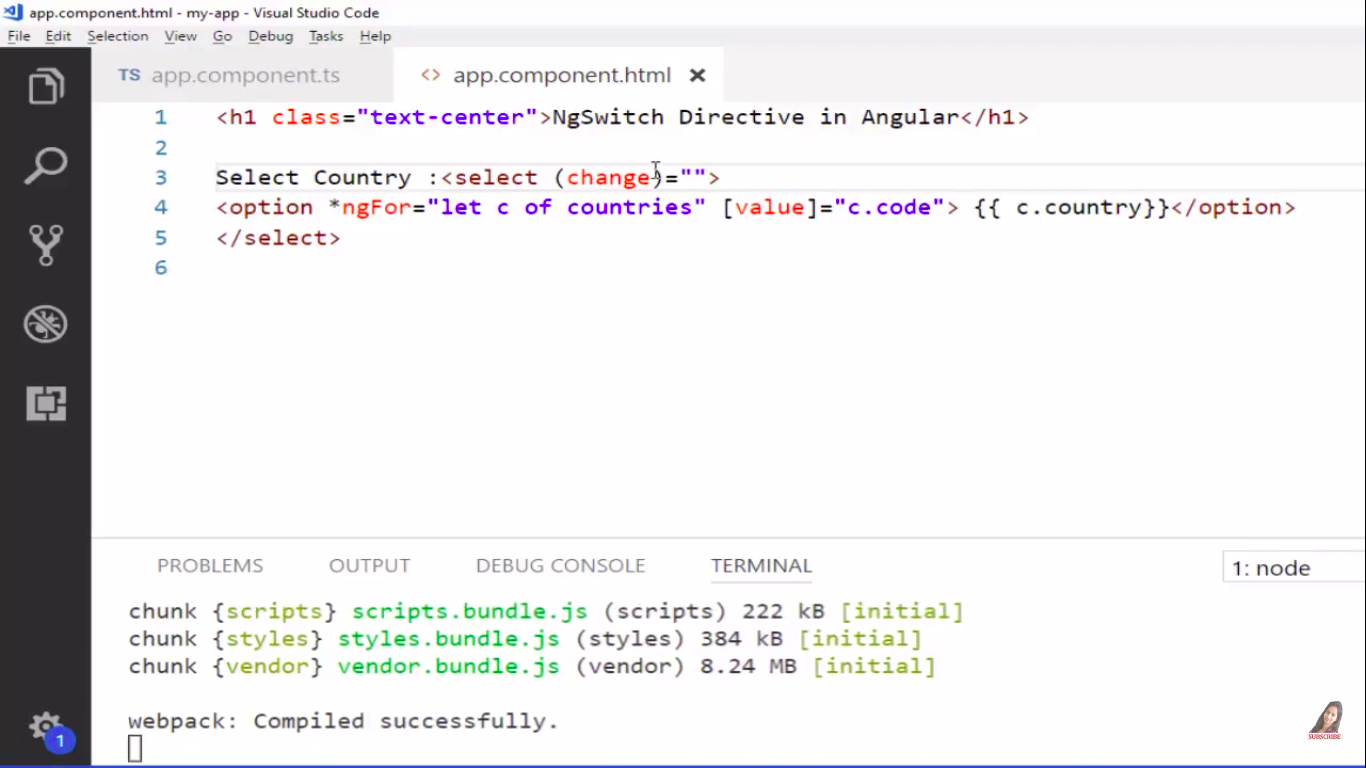 app.component.html - my-app - Visual Studio Code
File Edit Selection View Go Debug Tasks Help
TS app.component.ts <> app.component.html ×
1 <h1 class="text-center">NgSwitch Directive in Angular</h1>
2
3 Select Country :<select (change)="">
4 <option *ngFor="let c of countries" [value]="c.code"> {{ c.country}}</option>
5 </select>
6
PROBLEMS OUTPUT DEBUG CONSOLE TERMINAL 1: node
chunk {scripts} scripts.bundle.js (scripts) 222 kB [initial]
chunk {styles} styles.bundle.js (styles) 384 kB [initial]
chunk {vendor} vendor.bundle.js (vendor) 8.24 MB [initial]
webpack: Compiled successfully.
1
SUBSCRIBE